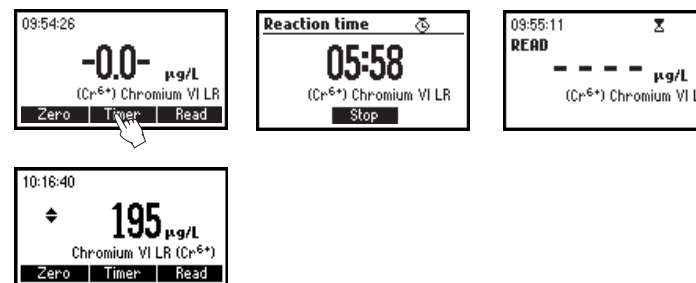 09:54:26
-0.0- µg/L
(Cr⁶⁺) Chromium VI LR
Zero Timer Read
Reaction time
05:58
(Cr⁶⁺) Chromium VI LR
Stop
09:55:11
READ
- - - - µg/L
(Cr⁶⁺) Chromium VI L
10:16:40
195 µg/L
Chromium VI LR (Cr⁶⁺)
Zero Timer Read